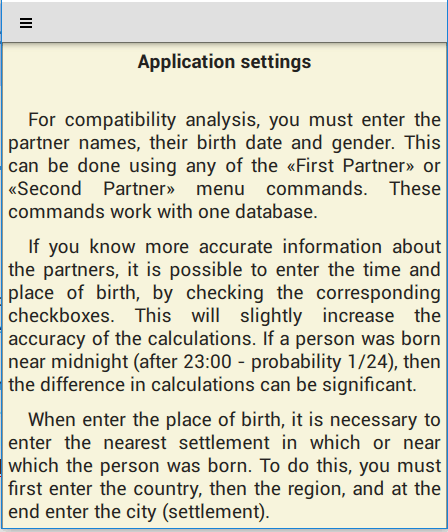 Application settings
For compatibility analysis, you must enter the
partner names, their birth date and gender. This
can be done using any of the «First Partner» or
«Second Partner» menu commands. These
commands work with one database.
If you know more accurate information about
the partners, it is possible to enter the time and
place of birth, by checking the corresponding
checkboxes. This will slightly increase the
accuracy of the calculations. If a person was born
near midnight (after 23:00 - probability 1/24), then
the difference in calculations can be significant.
When enter the place of birth, it is necessary to
enter the nearest settlement in which or near
which the person was born. To do this, you must
first enter the country, then the region, and at the
end enter the city (settlement).